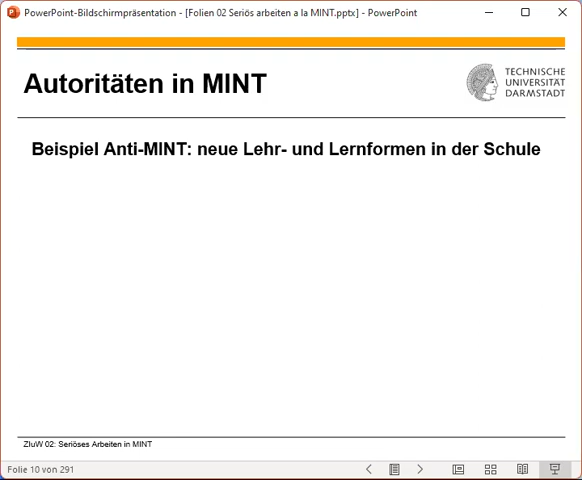 PowerPoint-Bildschirmpräsentation - [Folien 02 Seriös arbeiten a la MINT.pptx] - PowerPoint
Autoritäten in MINT
TECHNISCHE
UNIVERSITÄT
DARMSTADT
Beispiel Anti-MINT: neue Lehr- und Lernformen in der Schule
ZIuW 02: Seriöses Arbeiten in MINT
Folie 10 von 291